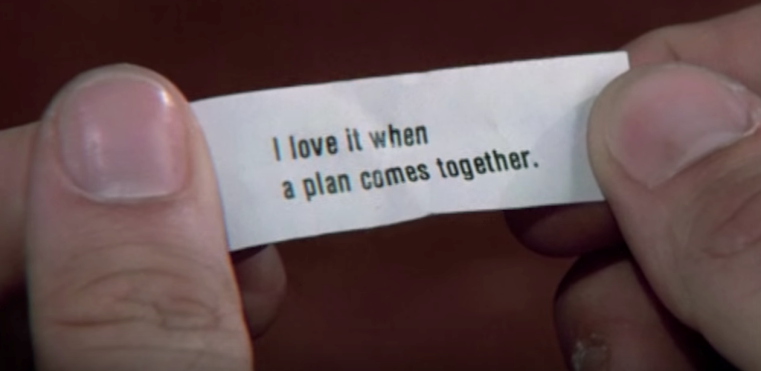 I love it when
a plan comes together.